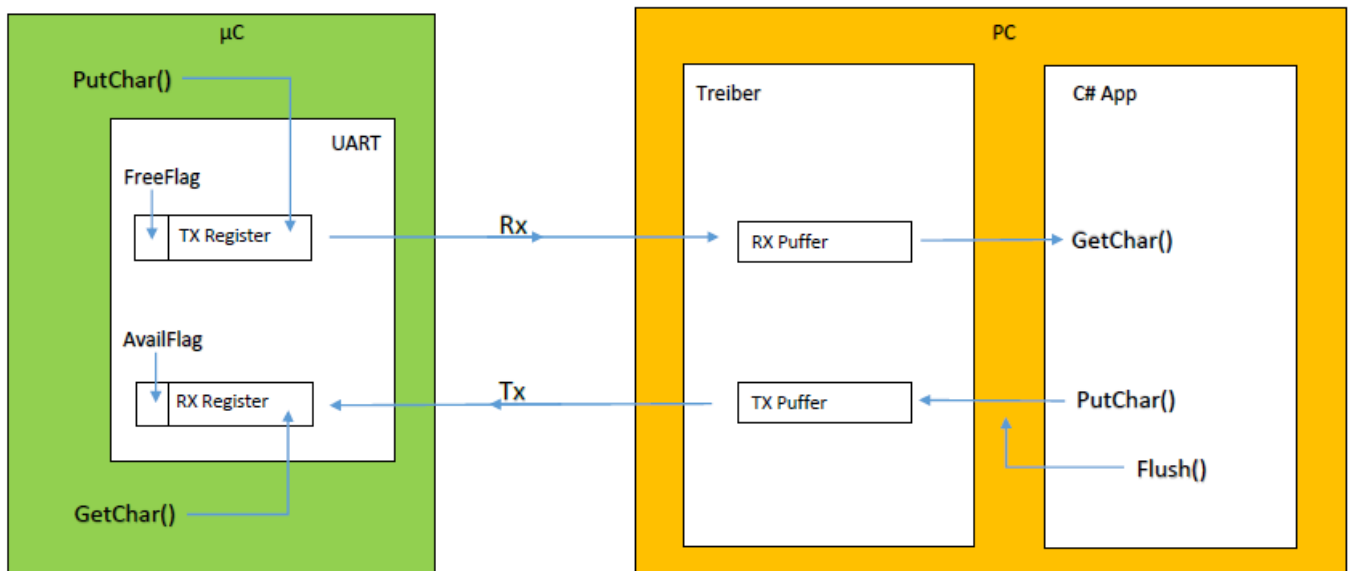 µC
PutChar()
UART
FreeFlag
TX Register
AvailFlag
RX Register
GetChar()
Rx
Tx
PC
Treiber
RX Puffer
TX Puffer
C# App
GetChar()
PutChar()
Flush()